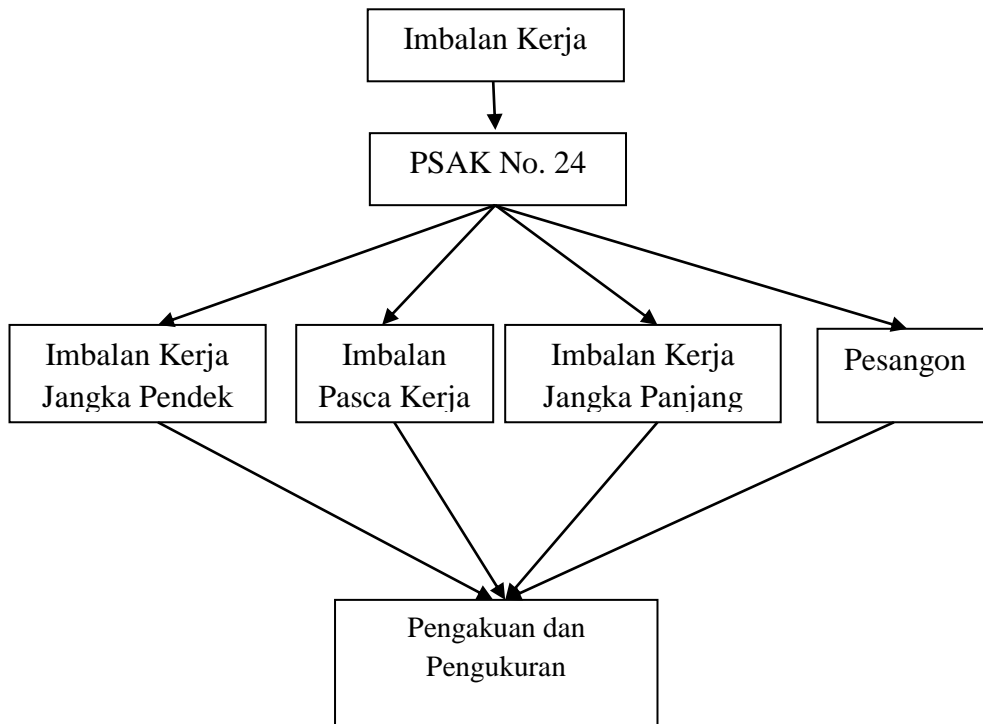 Imbalan Kerja
PSAK No. 24
Imbalan Kerja
Jangka Pendek
Imbalan
Pasca Kerja
Imbalan Kerja
Jangka Panjang
Pesangon
Pengakuan dan
Pengukuran